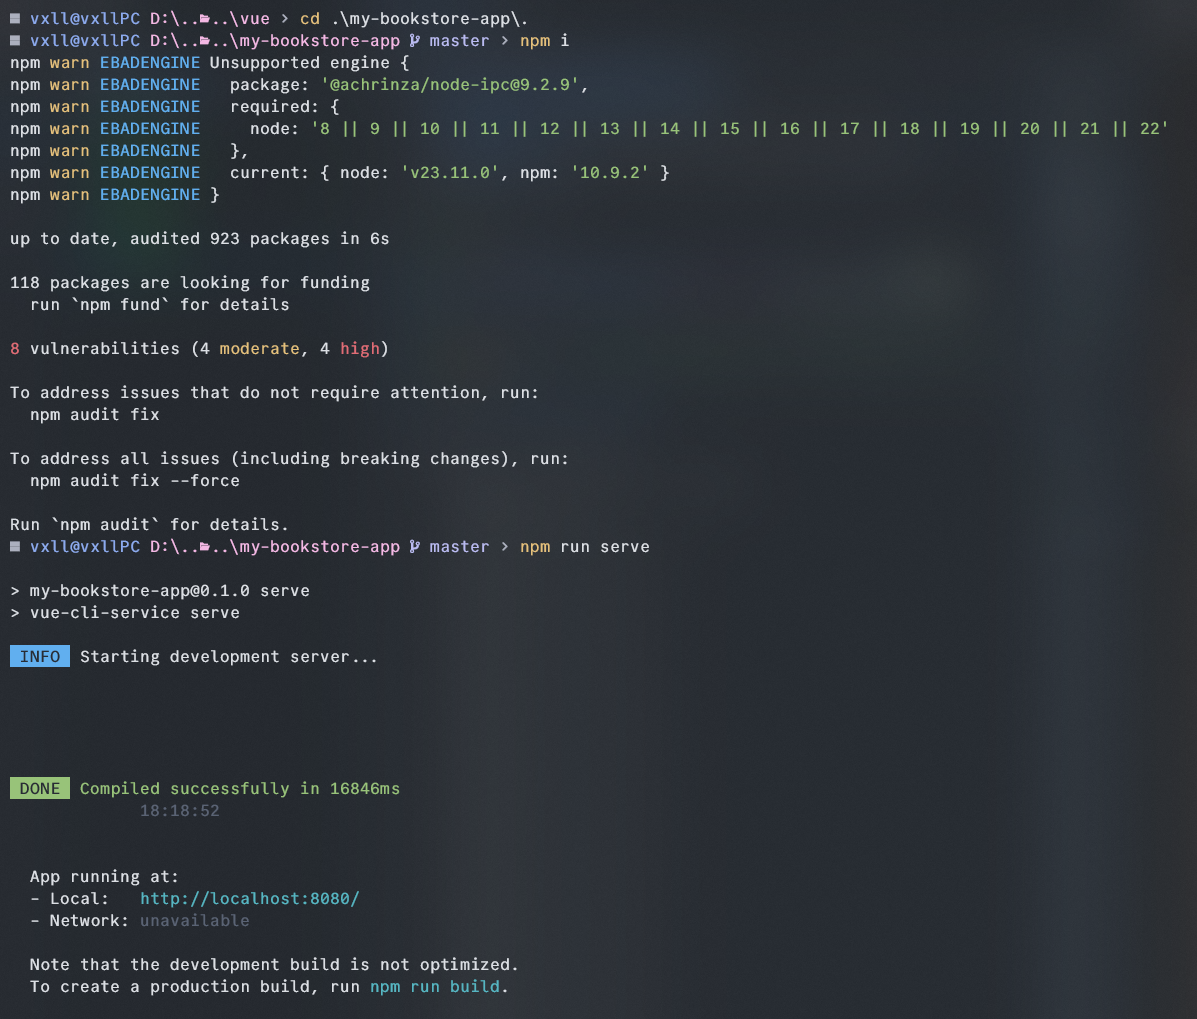 vxll@vxllPC D:\....\vue > cd .\my-bookstore-app\.
vxll@vxllPC D:\....\my-bookstore-app master > npm i
npm warn EBADENGINE Unsupported engine {
npm warn EBADENGINE   package: '@achrinza/node-ipc@9.2.9',
npm warn EBADENGINE   required: {
npm warn EBADENGINE     node: '8 || 9 || 10 || 11 || 12 || 13 || 14 || 15 || 16 || 17 || 18 || 19 || 20 || 21 || 22'
npm warn EBADENGINE   },
npm warn EBADENGINE   current: { node: 'v23.11.0', npm: '10.9.2' }
npm warn EBADENGINE }
up to date, audited 923 packages in 6s
118 packages are looking for funding
  run `npm fund` for details
8 vulnerabilities (4 moderate, 4 high)
To address issues that do not require attention, run:
  npm audit fix
To address all issues (including breaking changes), run:
  npm audit fix --force
Run `npm audit` for details.
vxll@vxllPC D:\....\my-bookstore-app master > npm run serve
> my-bookstore-app@0.1.0 serve
> vue-cli-service serve
INFO Starting development server...
DONE Compiled successfully in 16846ms
18:18:52
App running at:
- Local:   http://localhost:8080/
- Network: unavailable
Note that the development build is not optimized.
To create a production build, run npm run build.